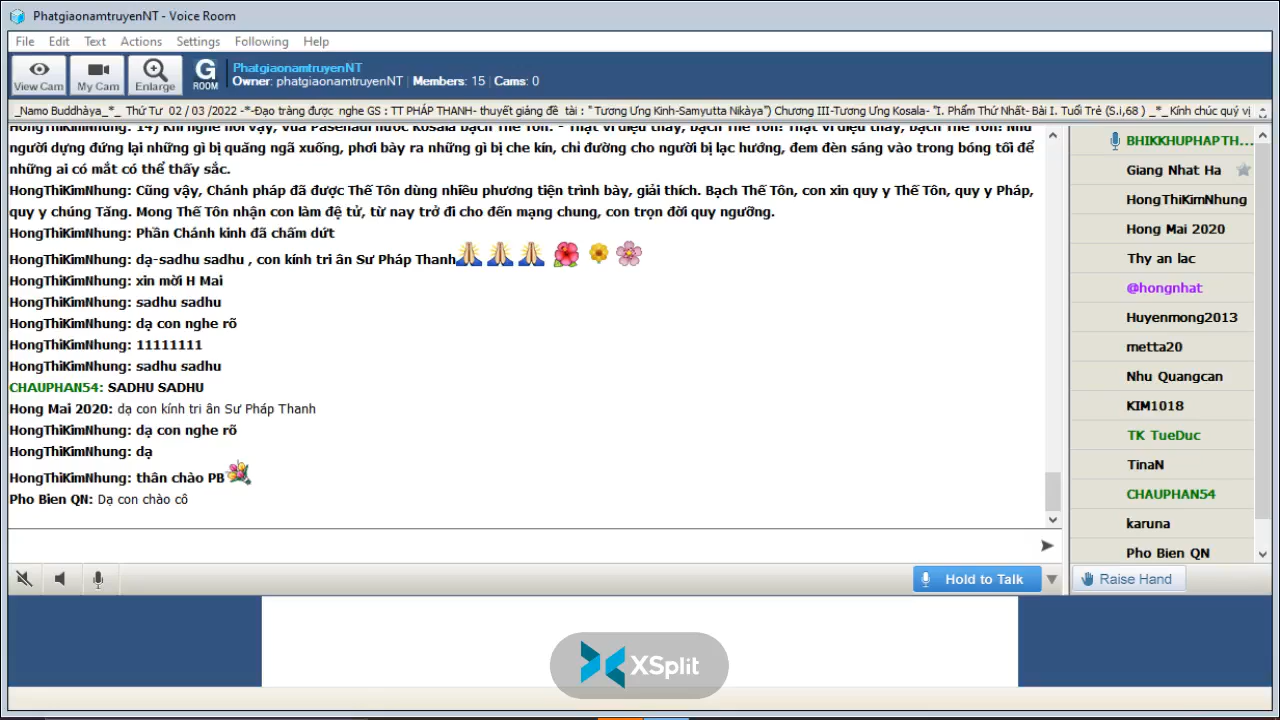 PhatgiaonamtruyenNT - Voice Room
File Edit Text Actions Settings Following Help
View Cam My Cam Enlarge G ROOM
PhatgiaonamtruyenNT
Owner: phatgiaonamtruyenNT | Members: 15 | Cams: 0
_Namo Buddhàya_*_ Thứ Tư 02 / 03 /2022 -*-Đạo tràng được nghe GS : TT PHÁP THANH- thuyết giảng đề tài : " Tương Ưng Kinh-Samyutta Nikàya") Chương III-Tương Ưng Kosala- "I. Phẩm Thứ Nhất- Bài I. Tuổi Trẻ (S.i,68 ) _*_Kính chúc quý vị
HongThiKimNhung: 14) Khi nghe nói vậy, vua Pasenadi nước Kosala bạch Thế Tôn: - Thật vi diệu thay, bạch Thế Tôn! Thật vi diệu thay, bạch Thế Tôn! Như
người dựng đứng lại những gì bị quăng ngã xuống, phơi bày ra những gì bị che kín, chỉ đường cho người bị lạc hướng, đem đèn sáng vào trong bóng tối để
những ai có mắt có thể thấy sắc.
HongThiKimNhung: Cũng vậy, Chánh pháp đã được Thế Tôn dùng nhiều phương tiện trình bày, giải thích. Bạch Thế Tôn, con xin quy y Thế Tôn, quy y Pháp,
quy y chúng Tăng. Mong Thế Tôn nhận con làm đệ tử, từ nay trở đi cho đến mạng chung, con trọn đời quy ngưỡng.
HongThiKimNhung: Phần Chánh kinh đã chấm dứt
HongThiKimNhung: dạ-sadhu sadhu , con kính tri ân Sư Pháp Thanh
HongThiKimNhung: xin mời H Mai
HongThiKimNhung: sadhu sadhu
HongThiKimNhung: dạ con nghe rõ
HongThiKimNhung: 11111111
HongThiKimNhung: sadhu sadhu
CHAUPHAN54: SADHU SADHU
Hong Mai 2020: dạ con kính tri ân Sư Pháp Thanh
HongThiKimNhung: dạ con nghe rõ
HongThiKimNhung: dạ
HongThiKimNhung: thân chào PB
Pho Bien QN: Dạ con chào cô
BHIKKHUPHAPTH...
Giang Nhat Ha
HongThiKimNhung
Hong Mai 2020
Thy an lac
@hongnhat
Huyenmong2013
metta20
Nhu Quangcan
KIM1018
TK TueDuc
TinaN
CHAUPHAN54
karuna
Pho Bien QN
Hold to Talk
Raise Hand
XSplit